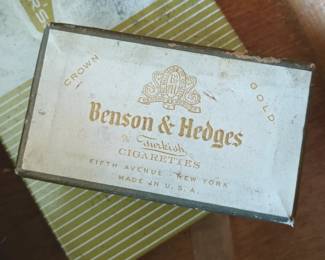 CROWN
GOLD
Benson & Hedges
Turkish
CIGARETTES
FIFTH AVENUE · NEW YORK
MADE IN U.S.A.